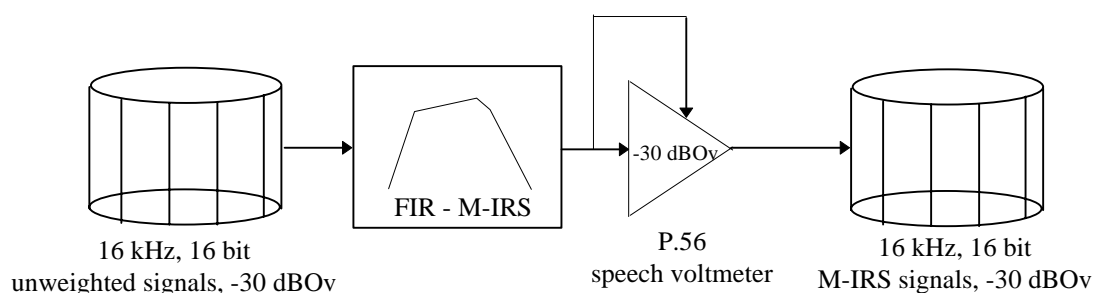 -30 dBOv
FIR - M-IRS
16 kHz, 16 bit
unweighted signals, -30 dBOv
P.56
speech voltmeter
16 kHz, 16 bit
M-IRS signals, -30 dBOv